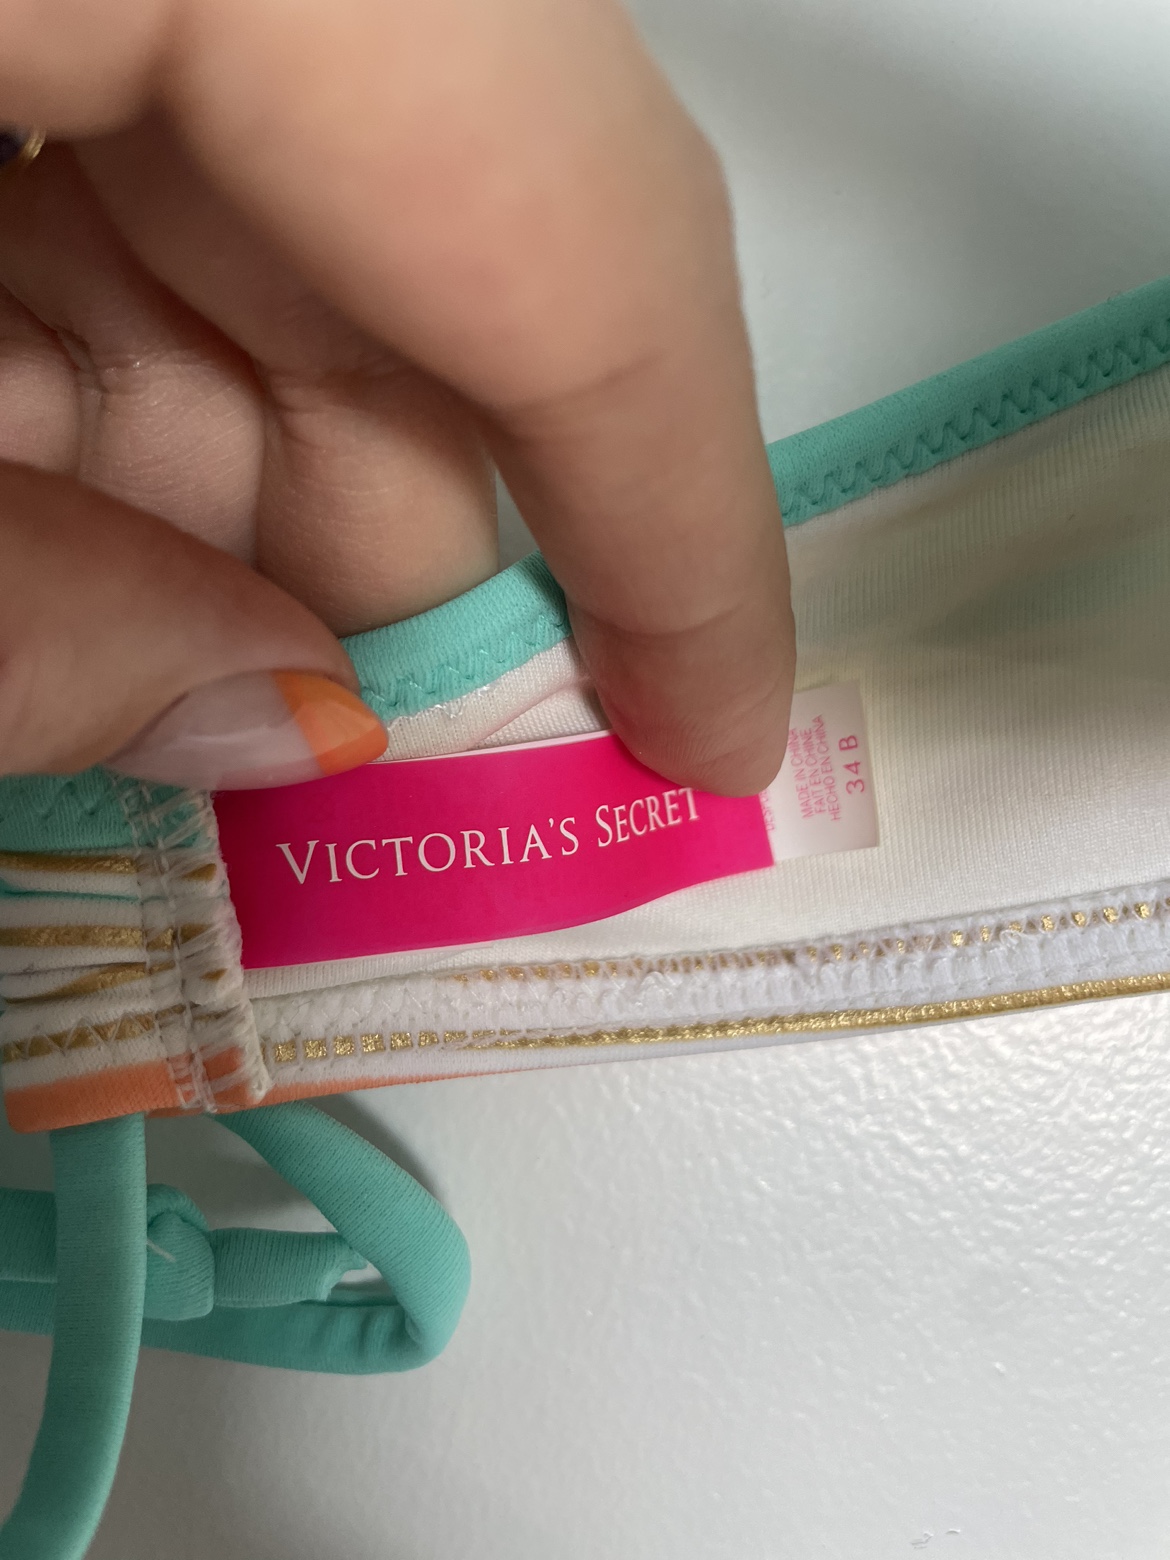 VICTORIA'S SECRET
MADE IN CHINA
FAIT EN CHINE
HECHO EN CHINA
34 B